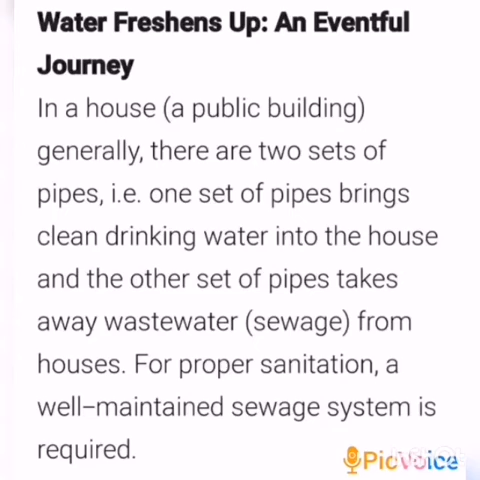 Water Freshens Up: An Eventful
Journey
In a house (a public building)
generally, there are two sets of
pipes, i.e. one set of pipes brings
clean drinking water into the house
and the other set of pipes takes
away wastewater (sewage) from
houses. For proper sanitation, a
well–maintained sewage system is
required.
PicVoice